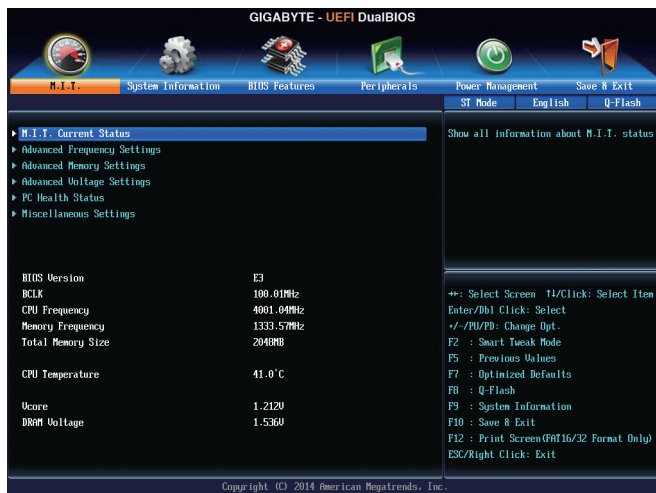 GIGABYTE - UEFI DualBIOS
M.I.T. System Information BIOS Features Peripherals Power Management Save & Exit
ST Mode English Q-Flash
M.I.T. Current Status
Advanced Frequency Settings
Advanced Memory Settings
Advanced Voltage Settings
PC Health Status
Miscellaneous Settings
Show all information about M.I.T. status
BIOS Version E3
BCLK 100.01MHz
CPU Frequency 4001.04MHz
Memory Frequency 1333.57MHz
Total Memory Size 2048MB
CPU Temperature 41.0°C
Vcore 1.212V
DRAM Voltage 1.536V
→←: Select Screen ↑↓/Click: Select Item
Enter/Dbl Click: Select
+/-/PU/PD: Change Opt.
F2 : Smart Tweak Mode
F5 : Previous Values
F7 : Optimized Defaults
F8 : Q-Flash
F9 : System Information
F10 : Save & Exit
F12 : Print Screen(FAT16/32 Format Only)
ESC/Right Click: Exit
Copyright (C) 2014 American Megatrends, Inc.